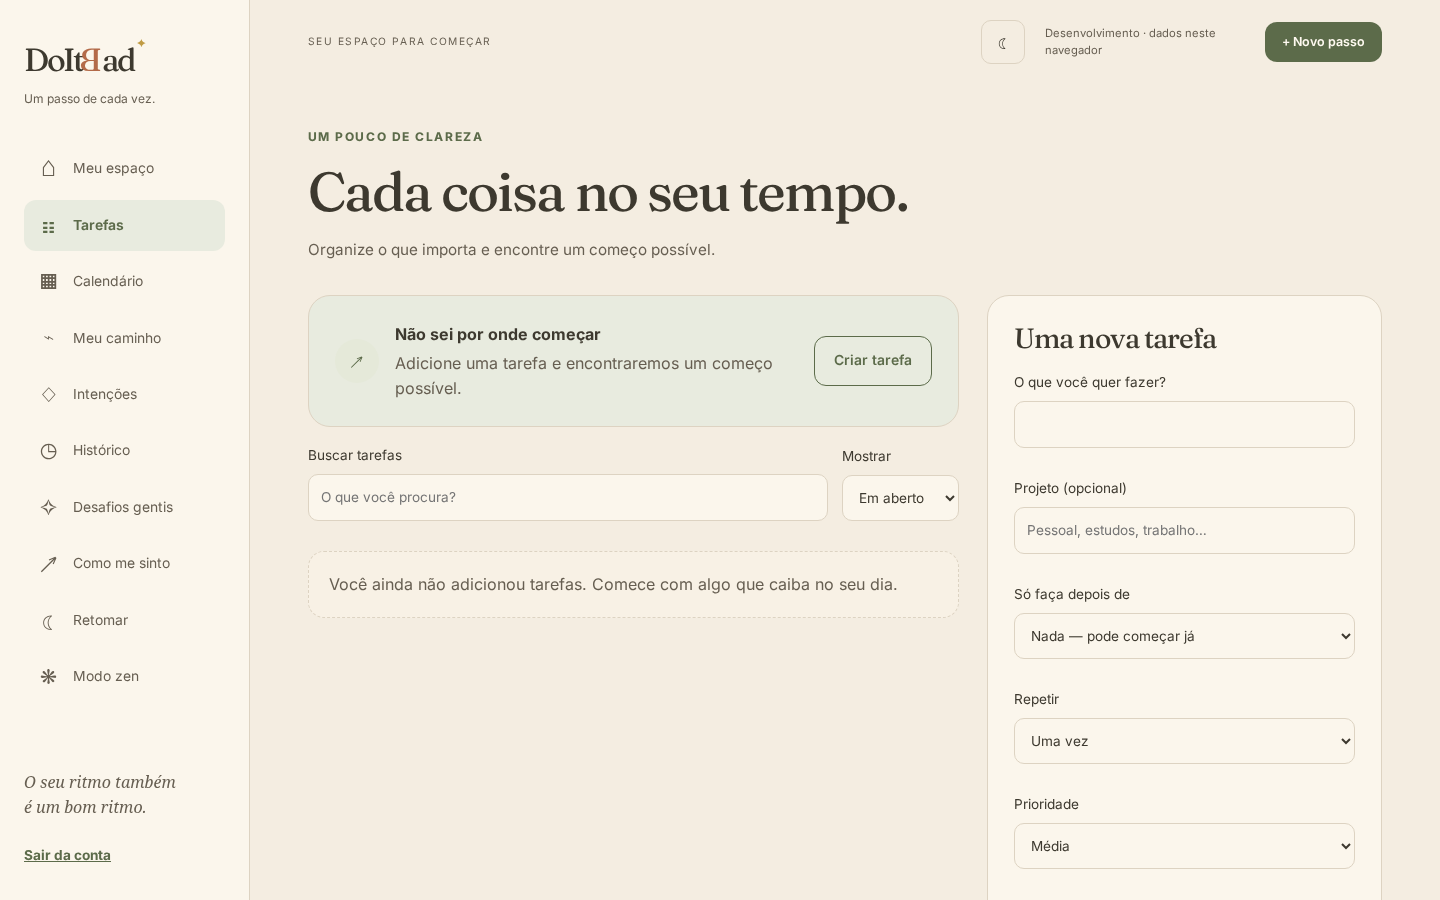 DoItBad
Um passo de cada vez.
Meu espaço
Tarefas
Calendário
Meu caminho
Intenções
Histórico
Desafios gentis
Como me sinto
Retomar
Modo zen
O seu ritmo também
é um bom ritmo.
Sair da conta
SEU ESPAÇO PARA COMEÇAR
Desenvolvimento · dados neste
navegador
+ Novo passo
UM POUCO DE CLAREZA
Cada coisa no seu tempo.
Organize o que importa e encontre um começo possível.
Não sei por onde começar
Adicione uma tarefa e encontraremos um começo
possível.
Criar tarefa
Buscar tarefas
O que você procura?
Mostrar
Em aberto
Você ainda não adicionou tarefas. Comece com algo que caiba no seu dia.
Uma nova tarefa
O que você quer fazer?
Projeto (opcional)
Pessoal, estudos, trabalho...
Só faça depois de
Nada — pode começar já
Repetir
Uma vez
Prioridade
Média